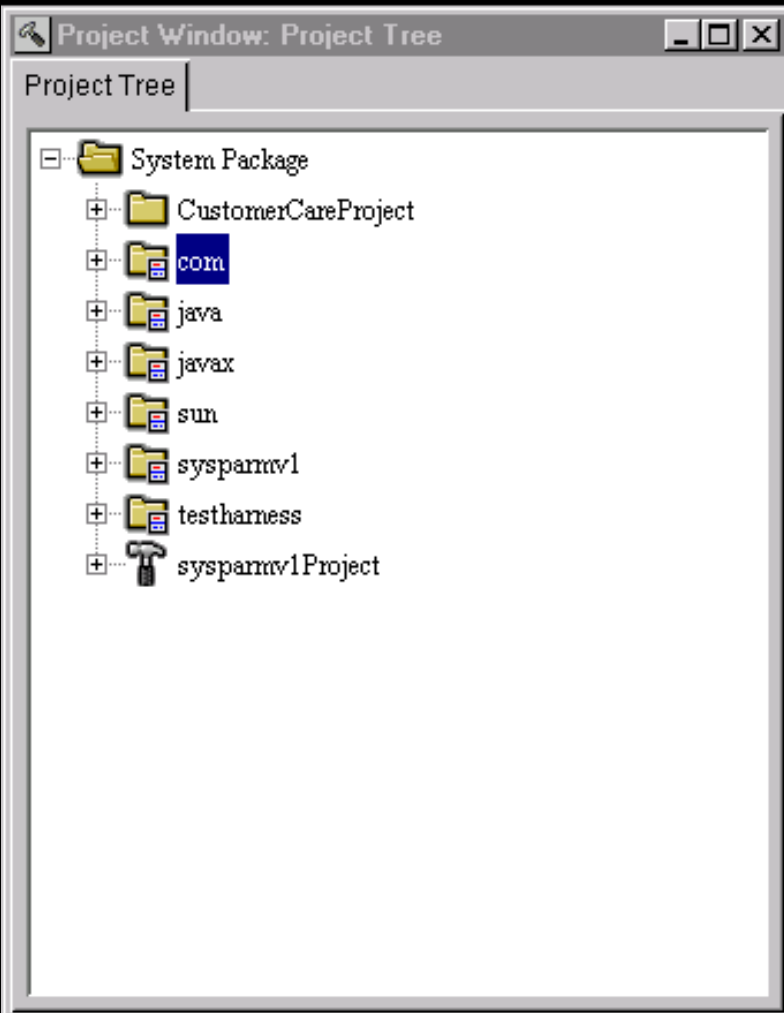 Project Window: Project Tree
Project Tree
System Package
CustomerCareProject
com
java
javax
sun
sysparmv1
testharness
sysparmv1Project